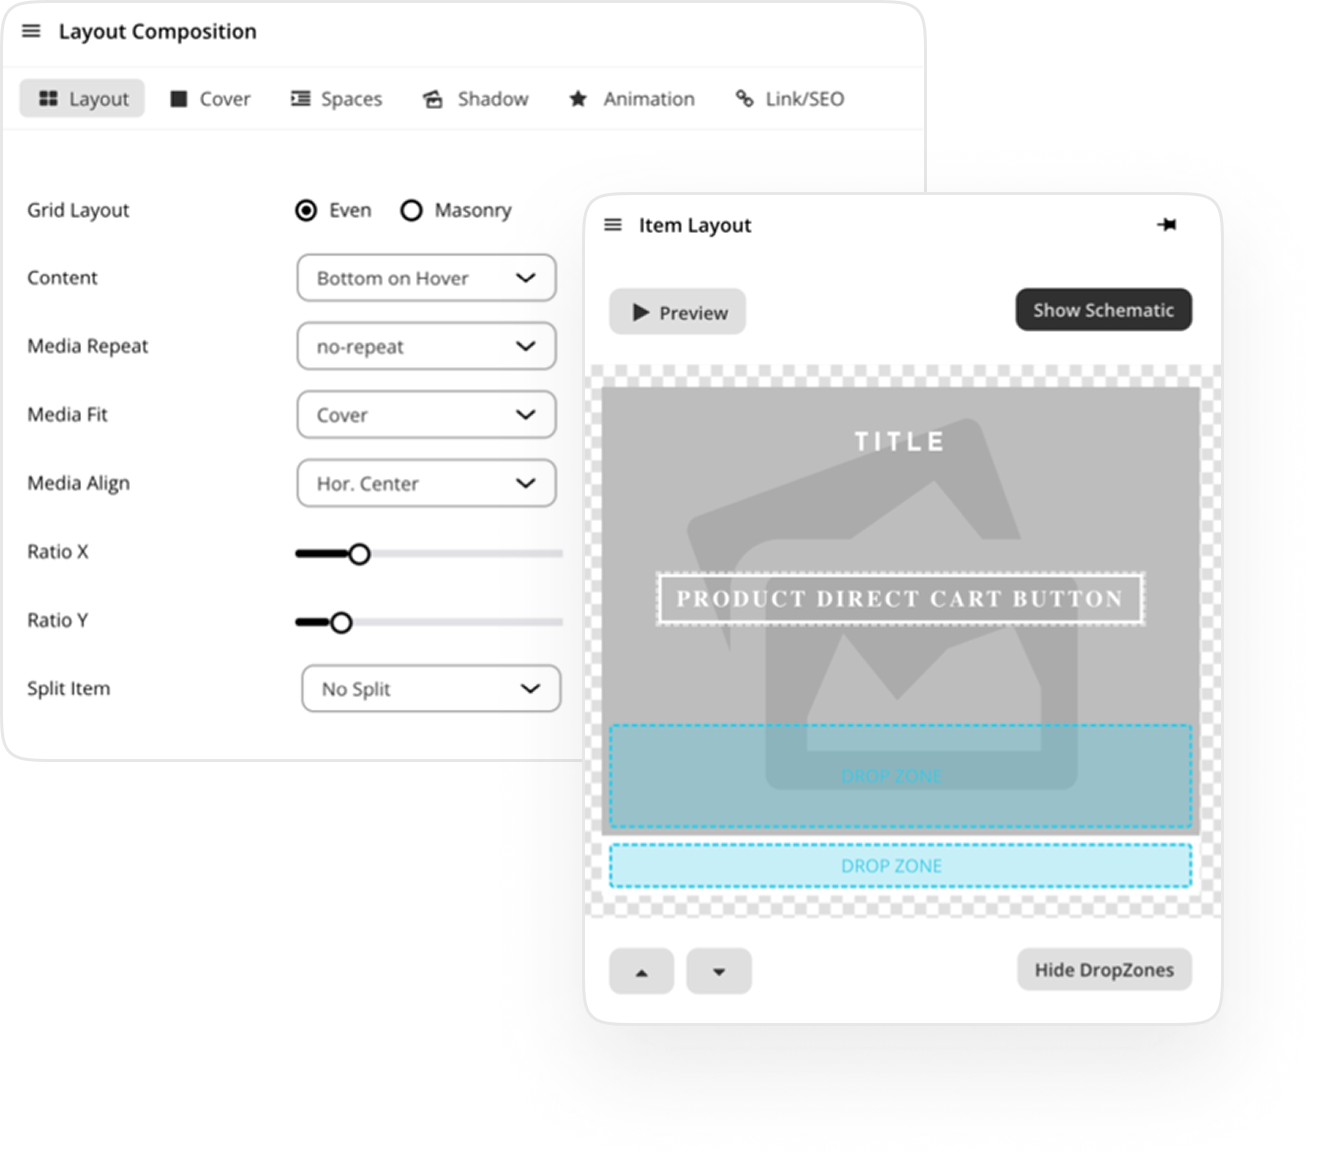 Layout Composition
Layout Cover Spaces Shadow Animation Link/SEO
Grid Layout Even Masonry
Content Bottom on Hover
Media Repeat no-repeat
Media Fit Cover
Media Align Hor. Center
Ratio X
Ratio Y
Split Item No Split
Item Layout
Preview Show Schematic
TITLE
PRODUCT DIRECT CART BUTTON
DROP ZONE
DROP ZONE
Hide DropZones